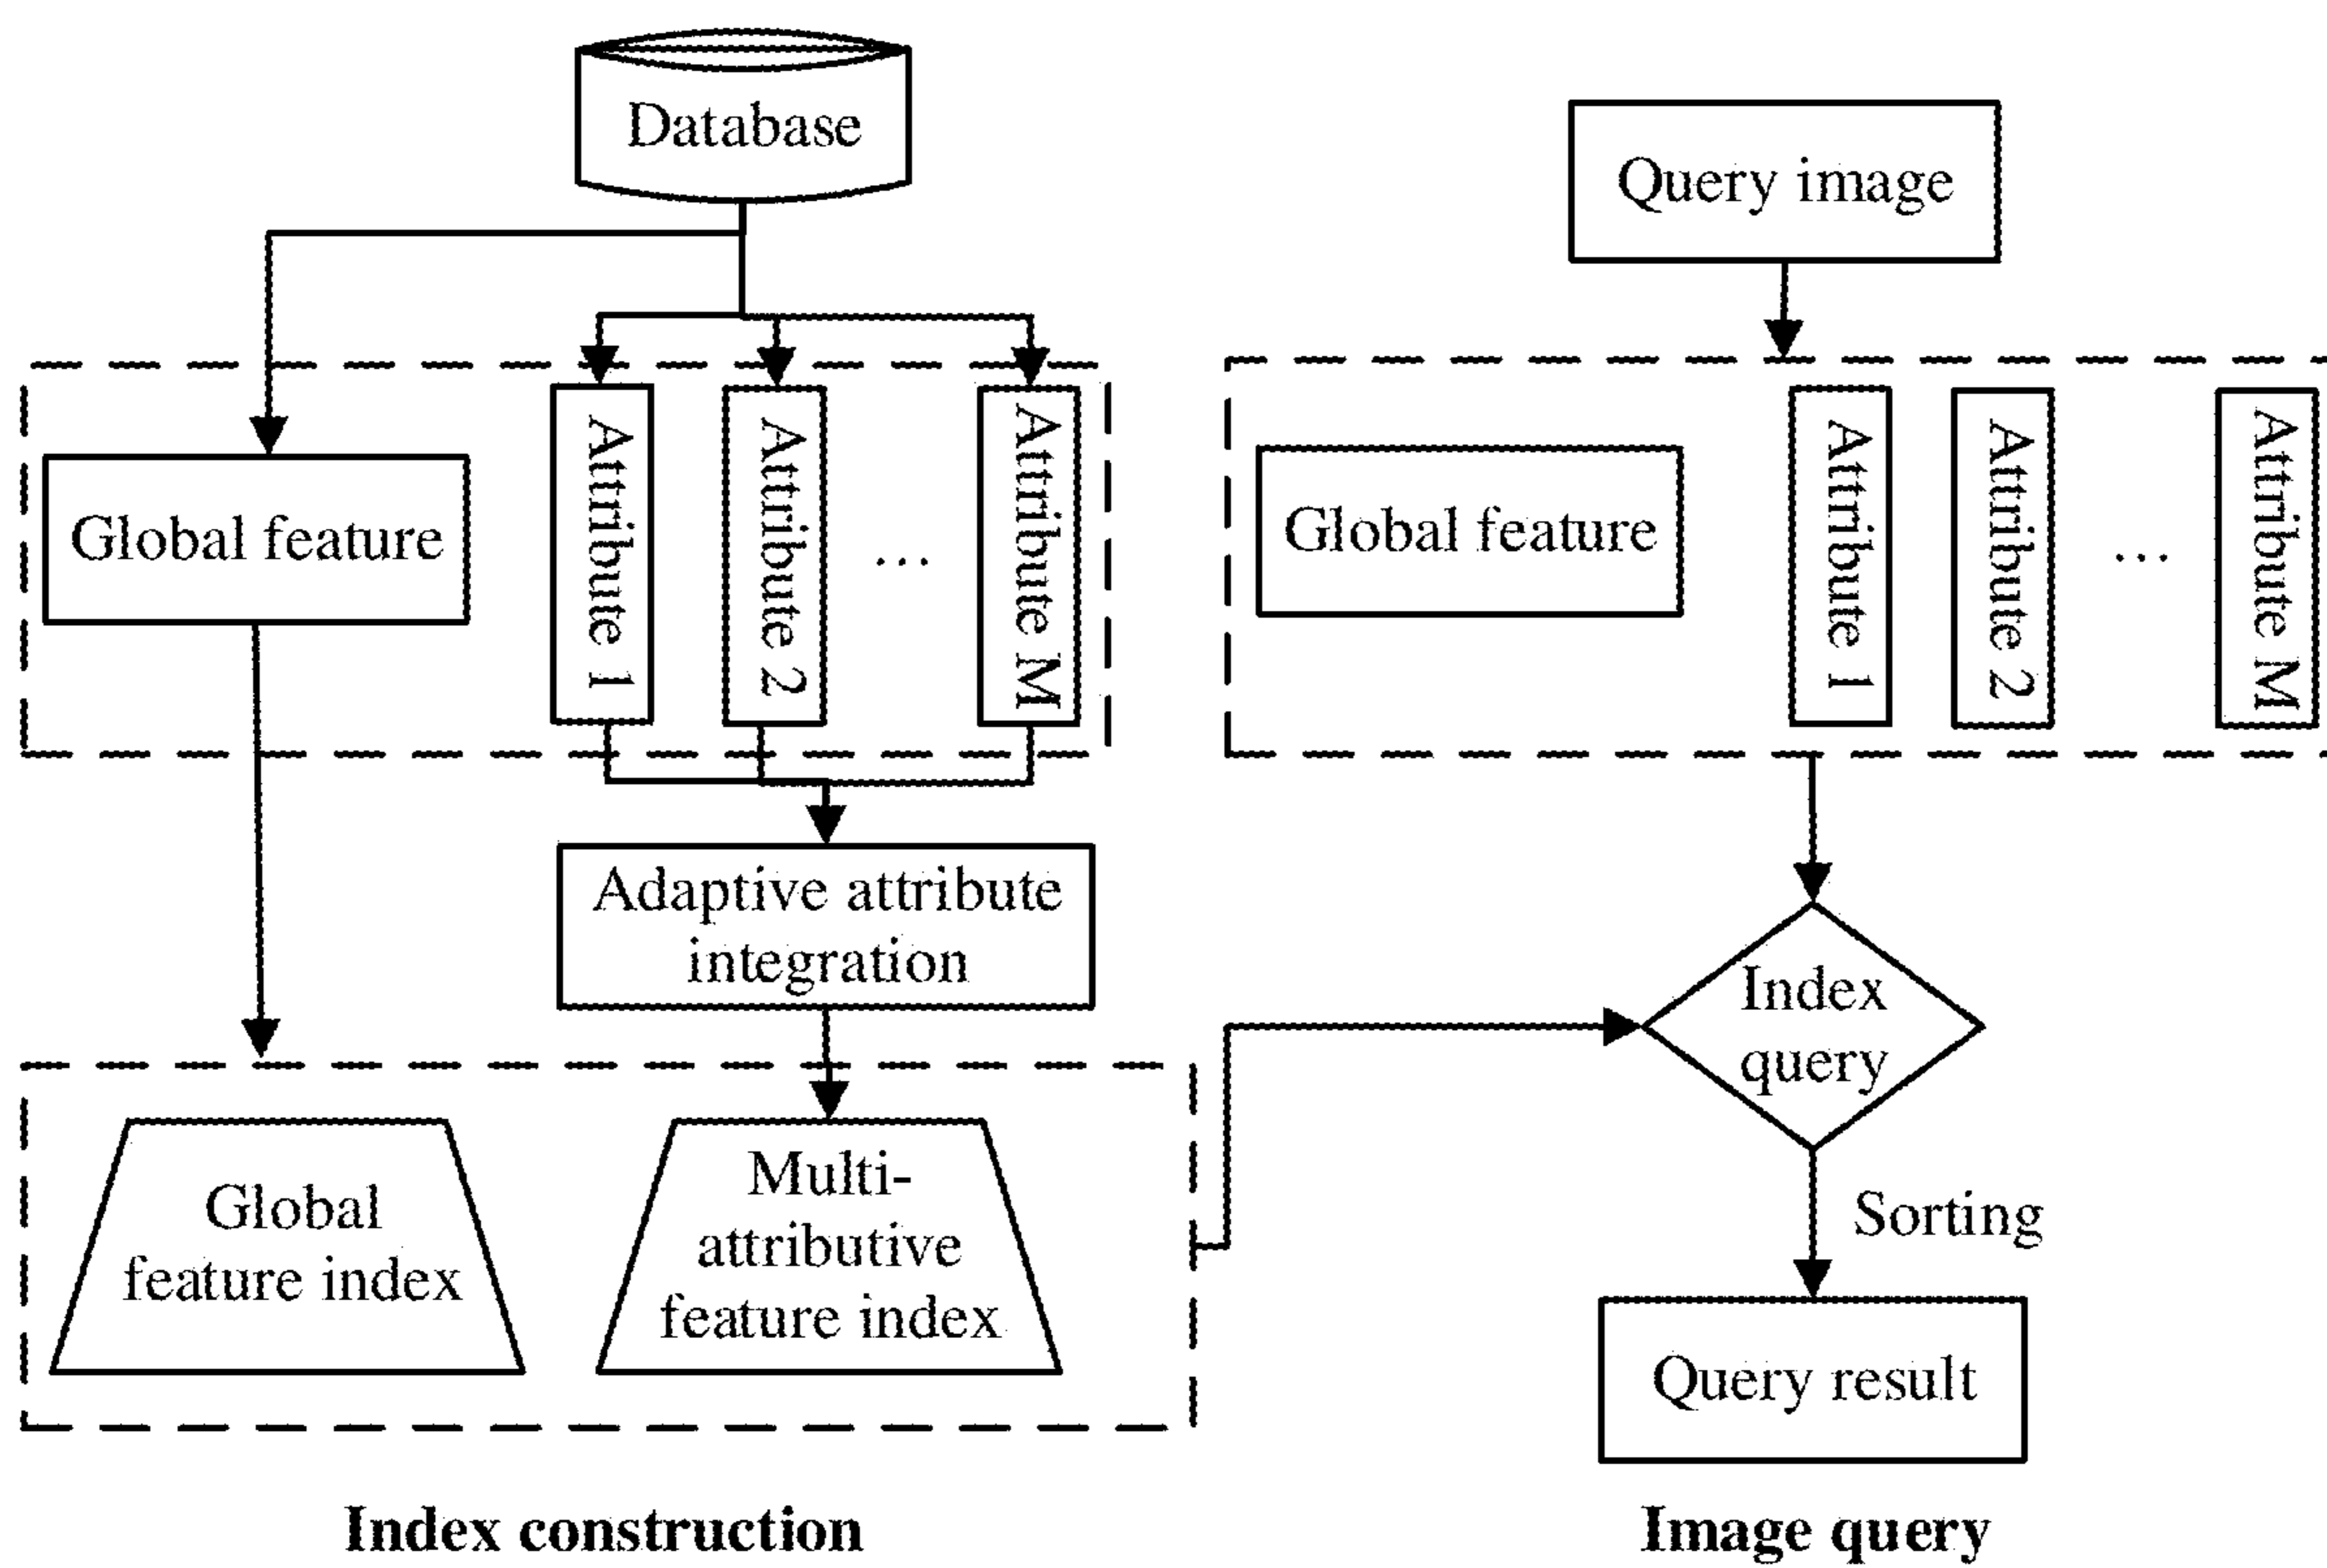 Database
Global feature
Attribute 1
Attribute 2
...
Attribute M
Adaptive attribute
integration
Global
feature index
Multi-
attributive
feature index
Index construction
Query image
Global feature
Attribute 1
Attribute 2
...
Attribute M
Index
query
Sorting
Query result
Image query